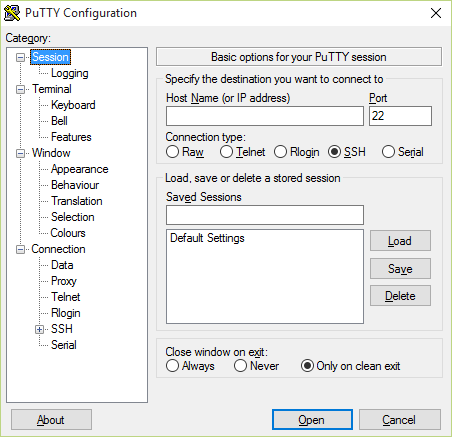 PuTTY Configuration
Category:
Session
Logging
Terminal
Keyboard
Bell
Features
Window
Appearance
Behaviour
Translation
Selection
Colours
Connection
Data
Proxy
Telnet
Rlogin
SSH
Serial
Basic options for your PuTTY session
Specify the destination you want to connect to
Host Name (or IP address) Port
22
Connection type:
Raw Telnet Rlogin SSH Serial
Load, save or delete a stored session
Saved Sessions
Default Settings
Load
Save
Delete
Close window on exit:
Always Never Only on clean exit
About Open Cancel